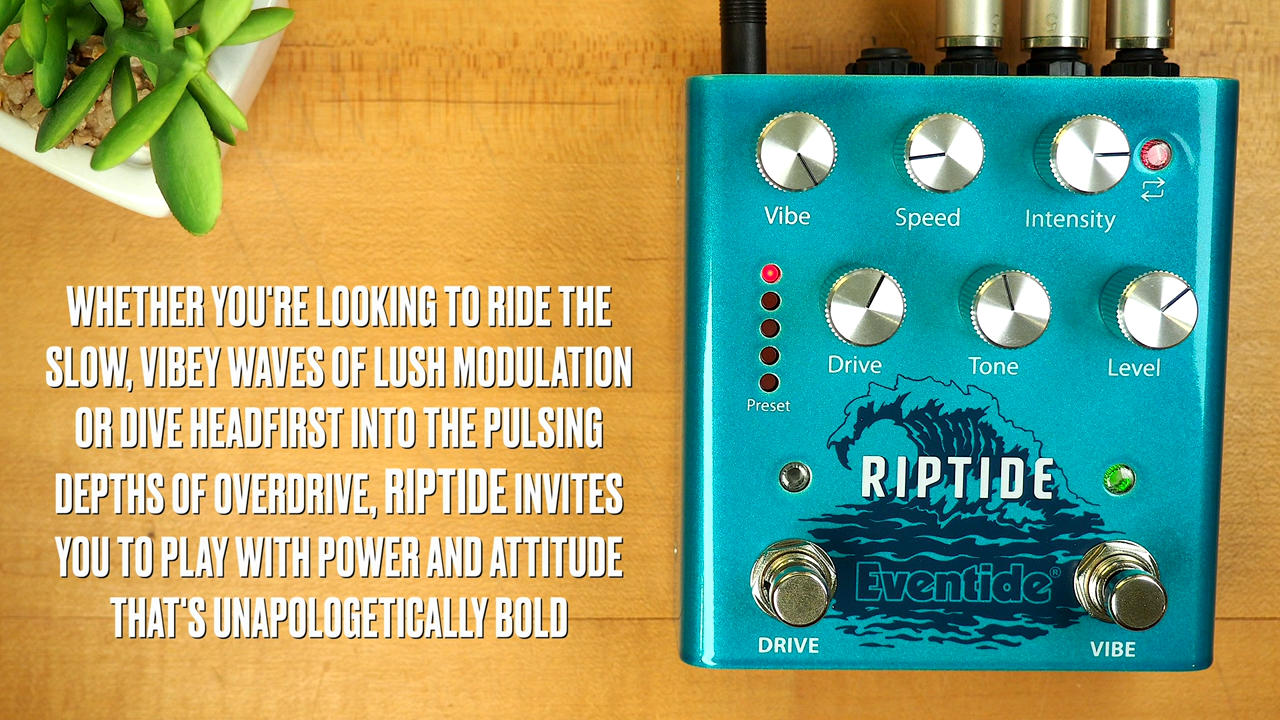 WHETHER YOU'RE LOOKING TO RIDE THE
SLOW, VIBEY WAVES OF LUSH MODULATION
OR DIVE HEADFIRST INTO THE PULSING
DEPTHS OF OVERDRIVE, RIPTIDE INVITES
YOU TO PLAY WITH POWER AND ATTITUDE
THAT'S UNAPOLOGETICALLY BOLD
Vibe Speed Intensity
Drive Tone Level
Preset
RIPTIDE
Eventide®
DRIVE VIBE